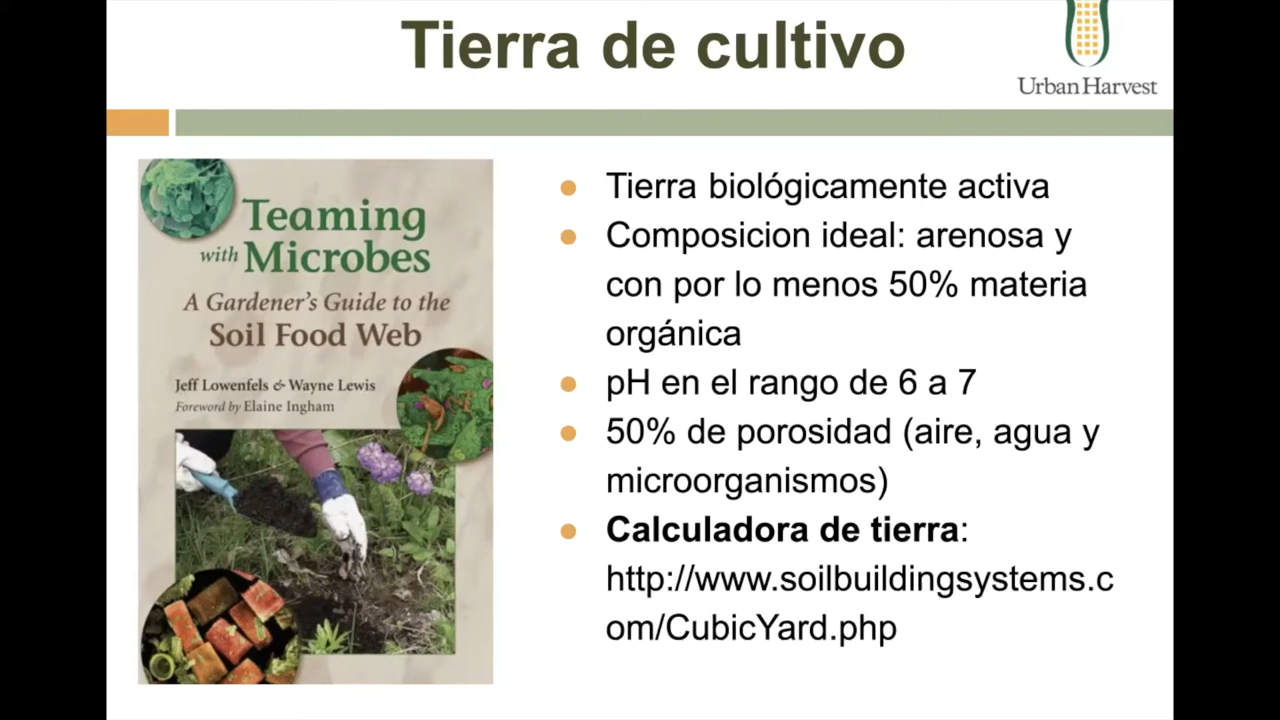 Tierra de cultivo
Urban Harvest
Teaming
with Microbes
A Gardener's Guide to the
Soil Food Web
Jeff Lowenfels & Wayne Lewis
Foreword by Elaine Ingham
Tierra biológicamente activa
Composicion ideal: arenosa y
con por lo menos 50% materia
orgánica
pH en el rango de 6 a 7
50% de porosidad (aire, agua y
microorganismos)
Calculadora de tierra:
http://www.soilbuildingsystems.c
om/CubicYard.php